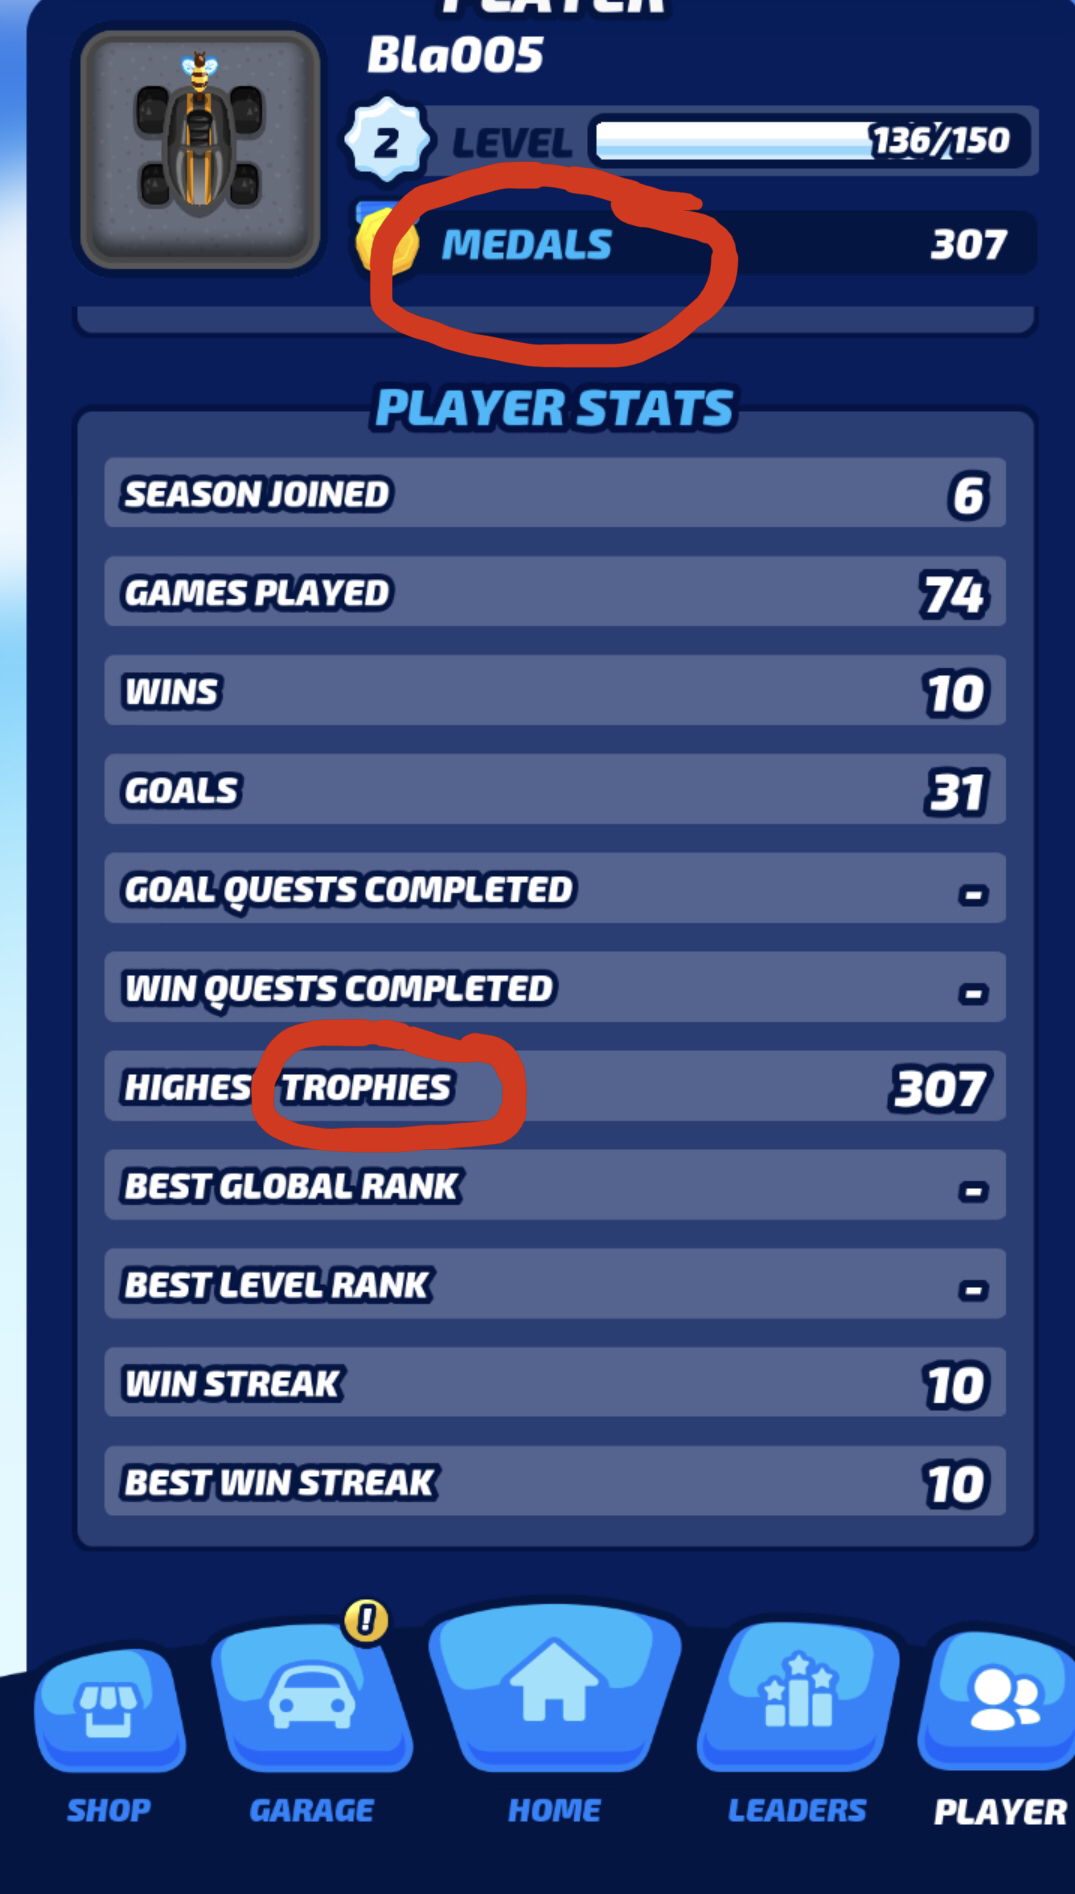 PLAYER
Bla005
2 LEVEL 136/150
MEDALS 307
PLAYER STATS
SEASON JOINED 6
GAMES PLAYED 74
WINS 10
GOALS 31
GOAL QUESTS COMPLETED -
WIN QUESTS COMPLETED -
HIGHES TROPHIES 307
BEST GLOBAL RANK -
BEST LEVEL RANK -
WIN STREAK 10
BEST WIN STREAK 10
!
SHOP GARAGE HOME LEADERS PLAYER